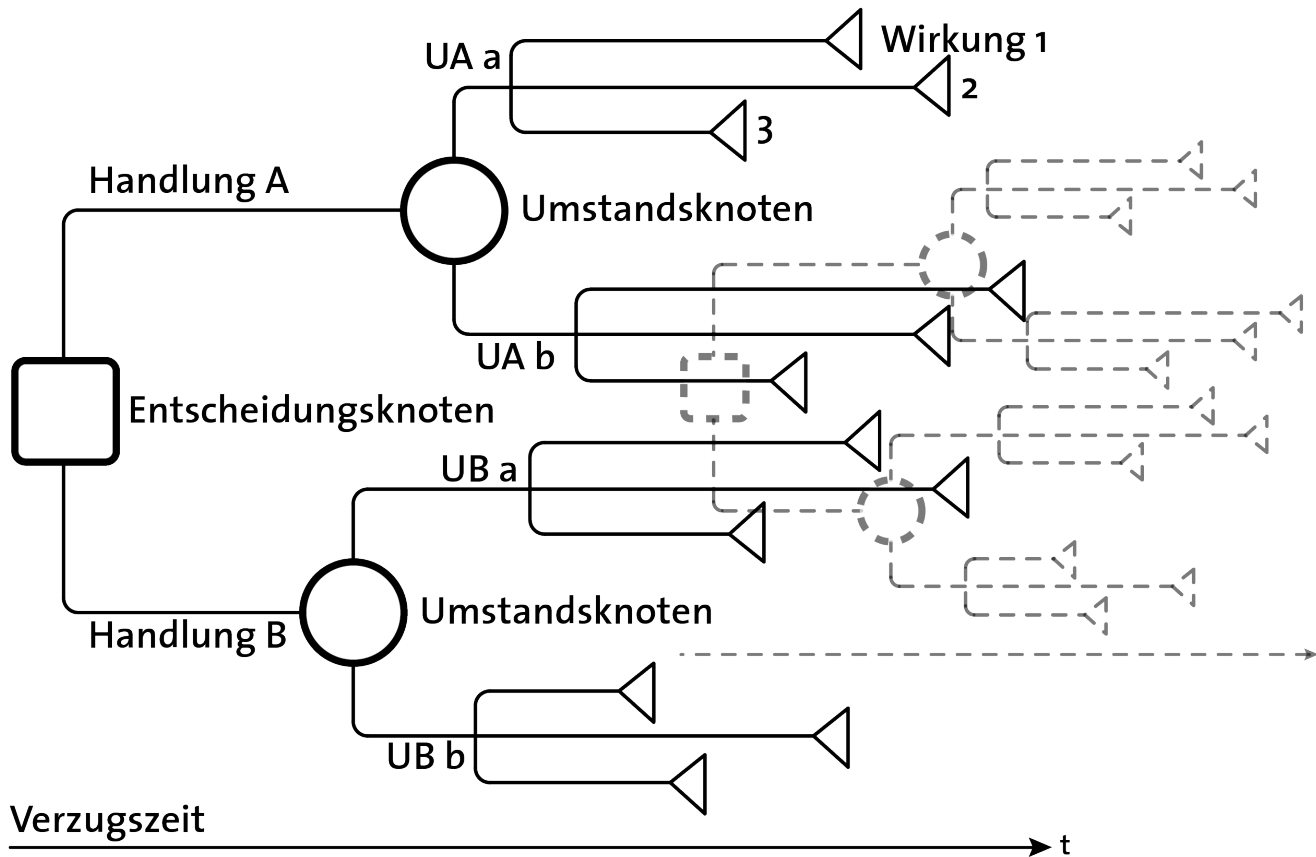 UA a
Wirkung 1
2
3
Handlung A
Umstandsknoten
UA b
Entscheidungsknoten
UB a
Handlung B
Umstandsknoten
UB b
Verzugszeit
t